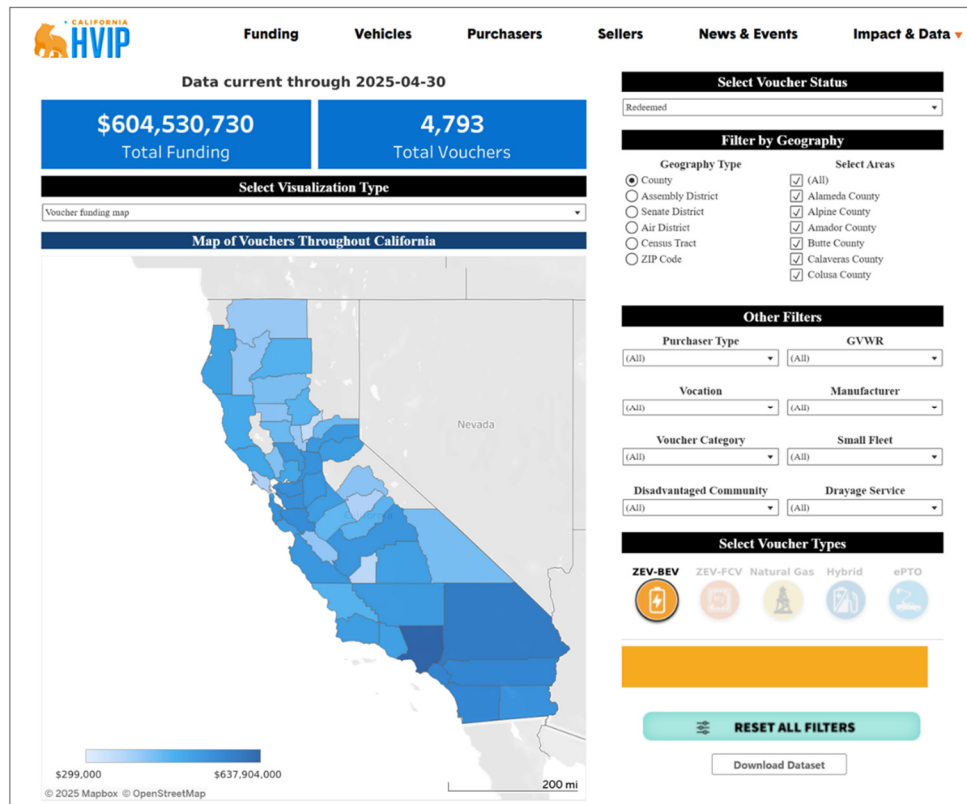 CALIFORNIA
HVIP
Funding Vehicles Purchasers Sellers News & Events Impact & Data
Data current through 2025-04-30
$604,530,730
Total Funding
4,793
Total Vouchers
Select Visualization Type
Voucher funding map
Map of Vouchers Throughout California
Nevada
California
$299,000 $637,904,000
200 mi
© 2025 Mapbox © OpenStreetMap
Select Voucher Status
Redeemed
Filter by Geography
Geography Type
County
Assembly District
Senate District
Air District
Census Tract
ZIP Code
Select Areas
(All)
Alameda County
Alpine County
Amador County
Butte County
Calaveras County
Colusa County
Other Filters
Purchaser Type GVWR
(All) (All)
Vocation Manufacturer
(All) (All)
Voucher Category Small Fleet
(All) (All)
Disadvantaged Community Drayage Service
(All) (All)
Select Voucher Types
ZEV-BEV ZEV-FCV Natural Gas Hybrid ePTO
RESET ALL FILTERS
Download Dataset